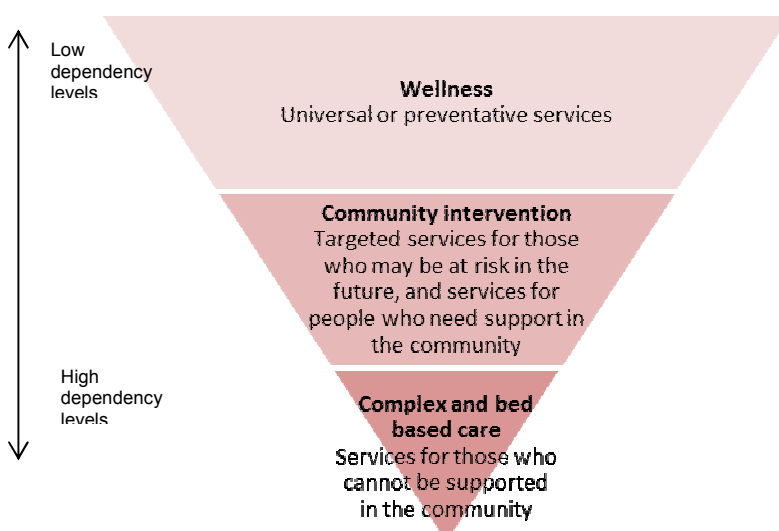 Low
dependency
levels
Wellness
Universal or preventative services
Community intervention
Targeted services for those
who may be at risk in the
future, and services for
people who need support in
the community
High
dependency
levels
Complex and bed
based care
Services for those who
cannot be supported
in the community